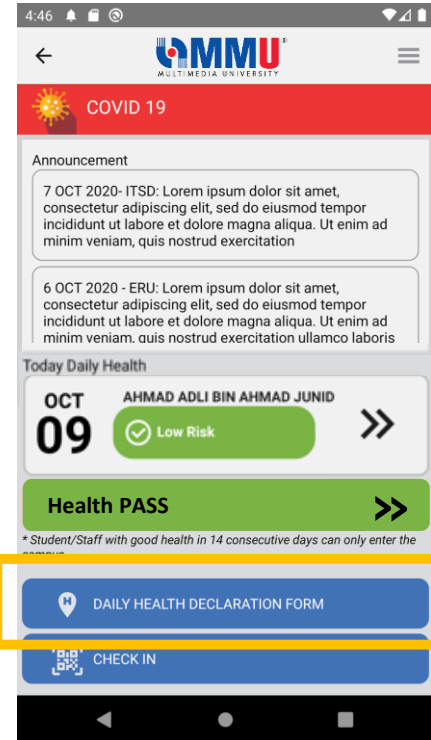 4:46
MMU
MULTIMEDIA UNIVERSITY
COVID 19
Announcement
7 OCT 2020- ITSD: Lorem ipsum dolor sit amet,
consectetur adipiscing elit, sed do eiusmod tempor
incididunt ut labore et dolore magna aliqua. Ut enim ad
minim veniam, quis nostrud exercitation
6 OCT 2020 - ERU: Lorem ipsum dolor sit amet,
consectetur adipiscing elit, sed do eiusmod tempor
incididunt ut labore et dolore magna aliqua. Ut enim ad
minim veniam, quis nostrud exercitation ullamco laboris
Today Daily Health
OCT
09
AHMAD ADLI BIN AHMAD JUNID
Low Risk
Health PASS
* Student/Staff with good health in 14 consecutive days can only enter the
campus
H
DAILY HEALTH DECLARATION FORM
CHECK IN